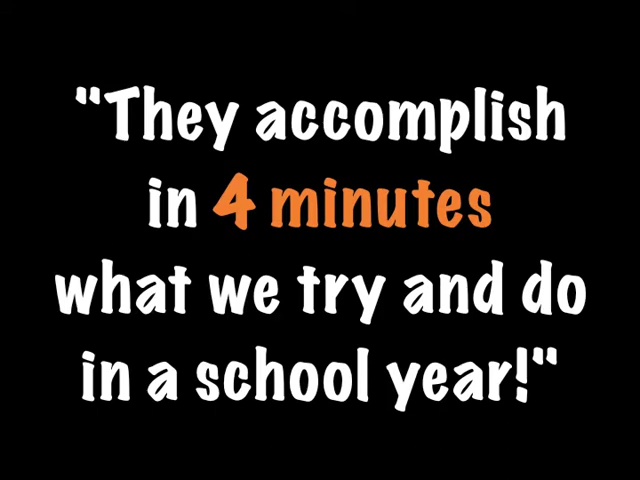 "They accomplish
in 4 minutes
what we try and do
in a school year!"